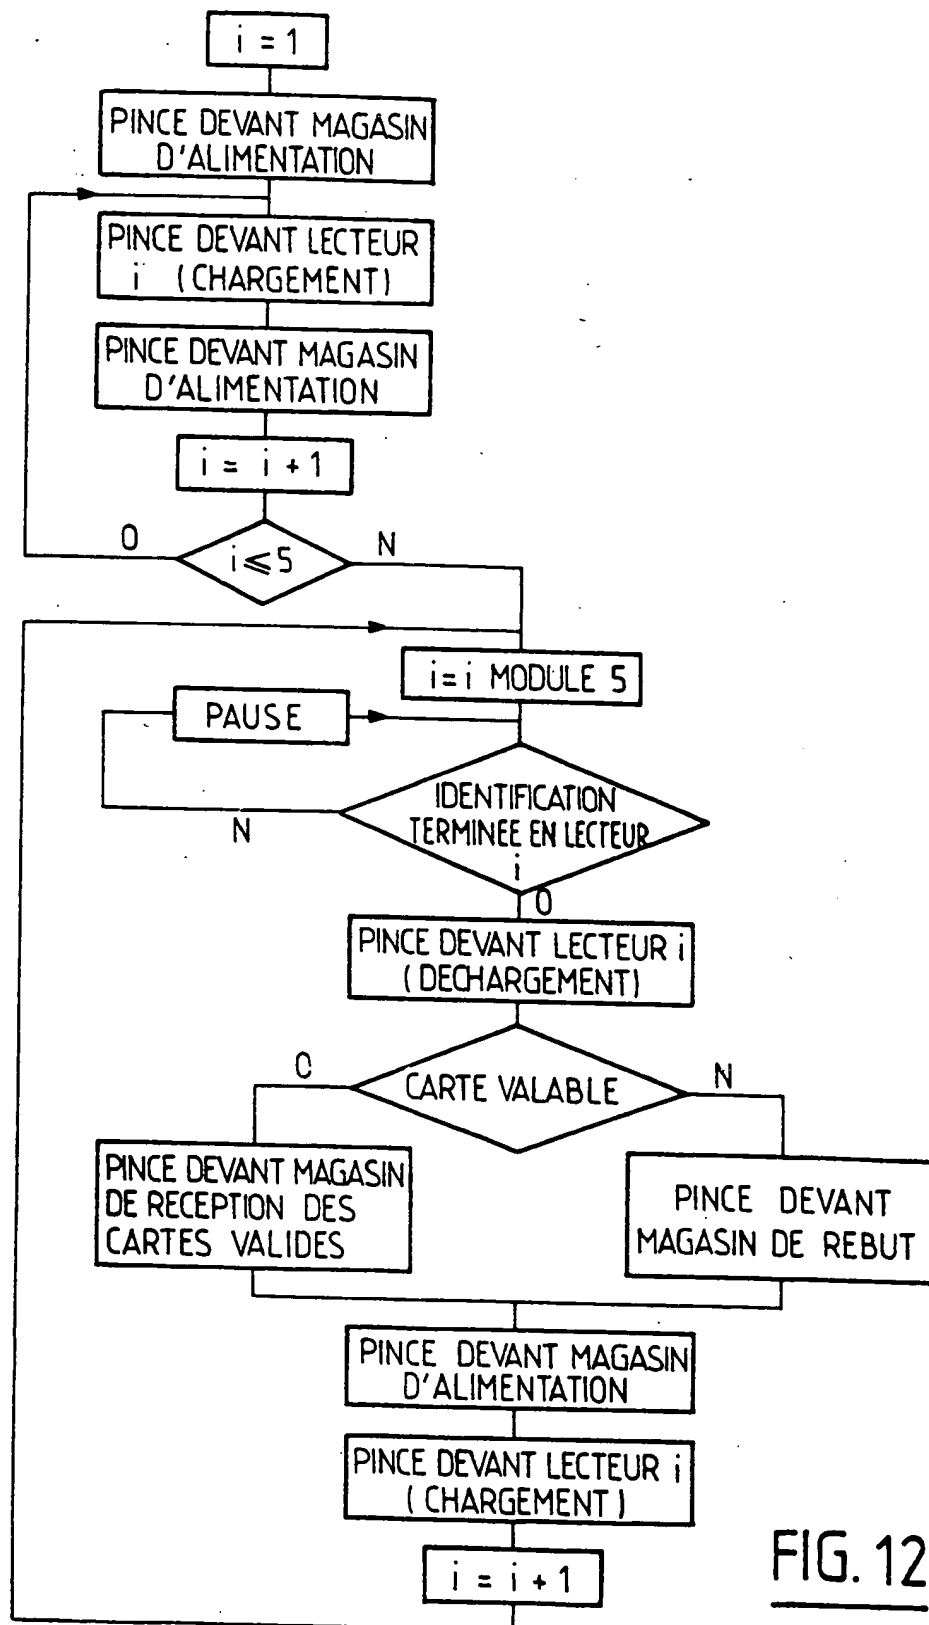 i = 1
PINCE DEVANT MAGASIN
D'ALIMENTATION
PINCE DEVANT LECTEUR
i (CHARGEMENT)
PINCE DEVANT MAGASIN
D'ALIMENTATION
i = i + 1
O
i ≤ 5
N
i = i MODULE 5
PAUSE
IDENTIFICATION
TERMINEE EN LECTEUR
i
N
O
PINCE DEVANT LECTEUR i
( DECHARGEMENT)
O
CARTE VALABLE
N
PINCE DEVANT MAGASIN
DE RECEPTION DES
CARTES VALIDES
PINCE DEVANT
MAGASIN DE REBUT
PINCE DEVANT MAGASIN
D'ALIMENTATION
PINCE DEVANT LECTEUR i
( CHARGEMENT )
i = i + 1
FIG. 12